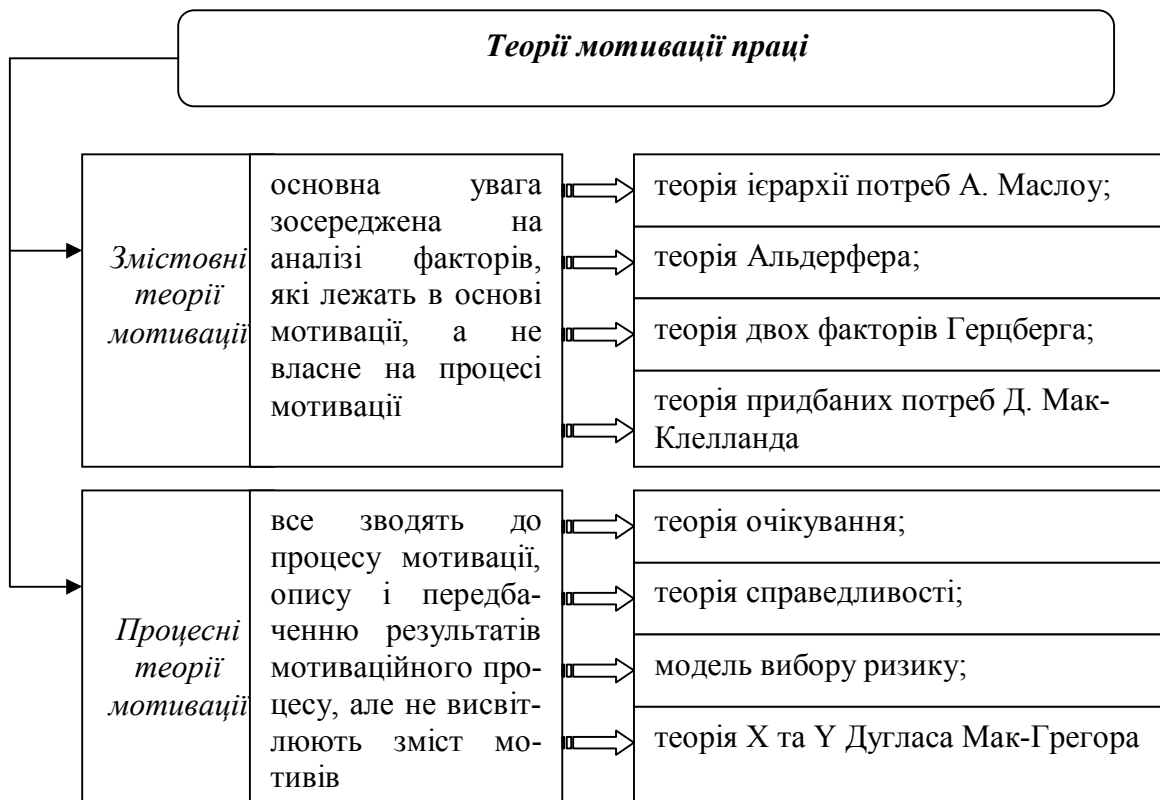 Теорії мотивації праці
Змістовні
теорії
мотивації
основна увага
зосереджена на
аналізі факторів,
які лежать в основі
мотивації, а не
власне на процесі
мотивації
теорія ієрархії потреб А. Маслоу;
теорія Альдерфера;
теорія двох факторів Герцберга;
теорія придбаних потреб Д. Мак-
Клелланда
Процесні
теорії
мотивації
все зводять до
процесу мотивації,
опису і передба-
ченню результатів
мотиваційного про-
цесу, але не висвіт-
люють зміст мо-
тивів
теорія очікування;
теорія справедливості;
модель вибору ризику;
теорія X та Y Дугласа Мак-Грегора